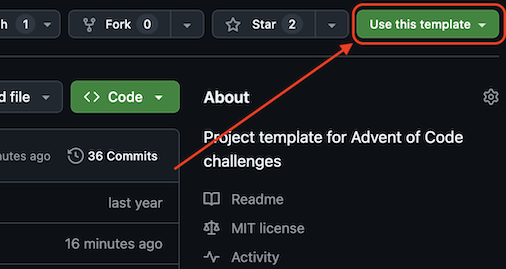 h 1 Fork 0 Star 2 Use this template
d file Code About
Project template for Advent of Code
challenges
nutes ago 36 Commits
Readme
last year
MIT license
16 minutes ago
Activity